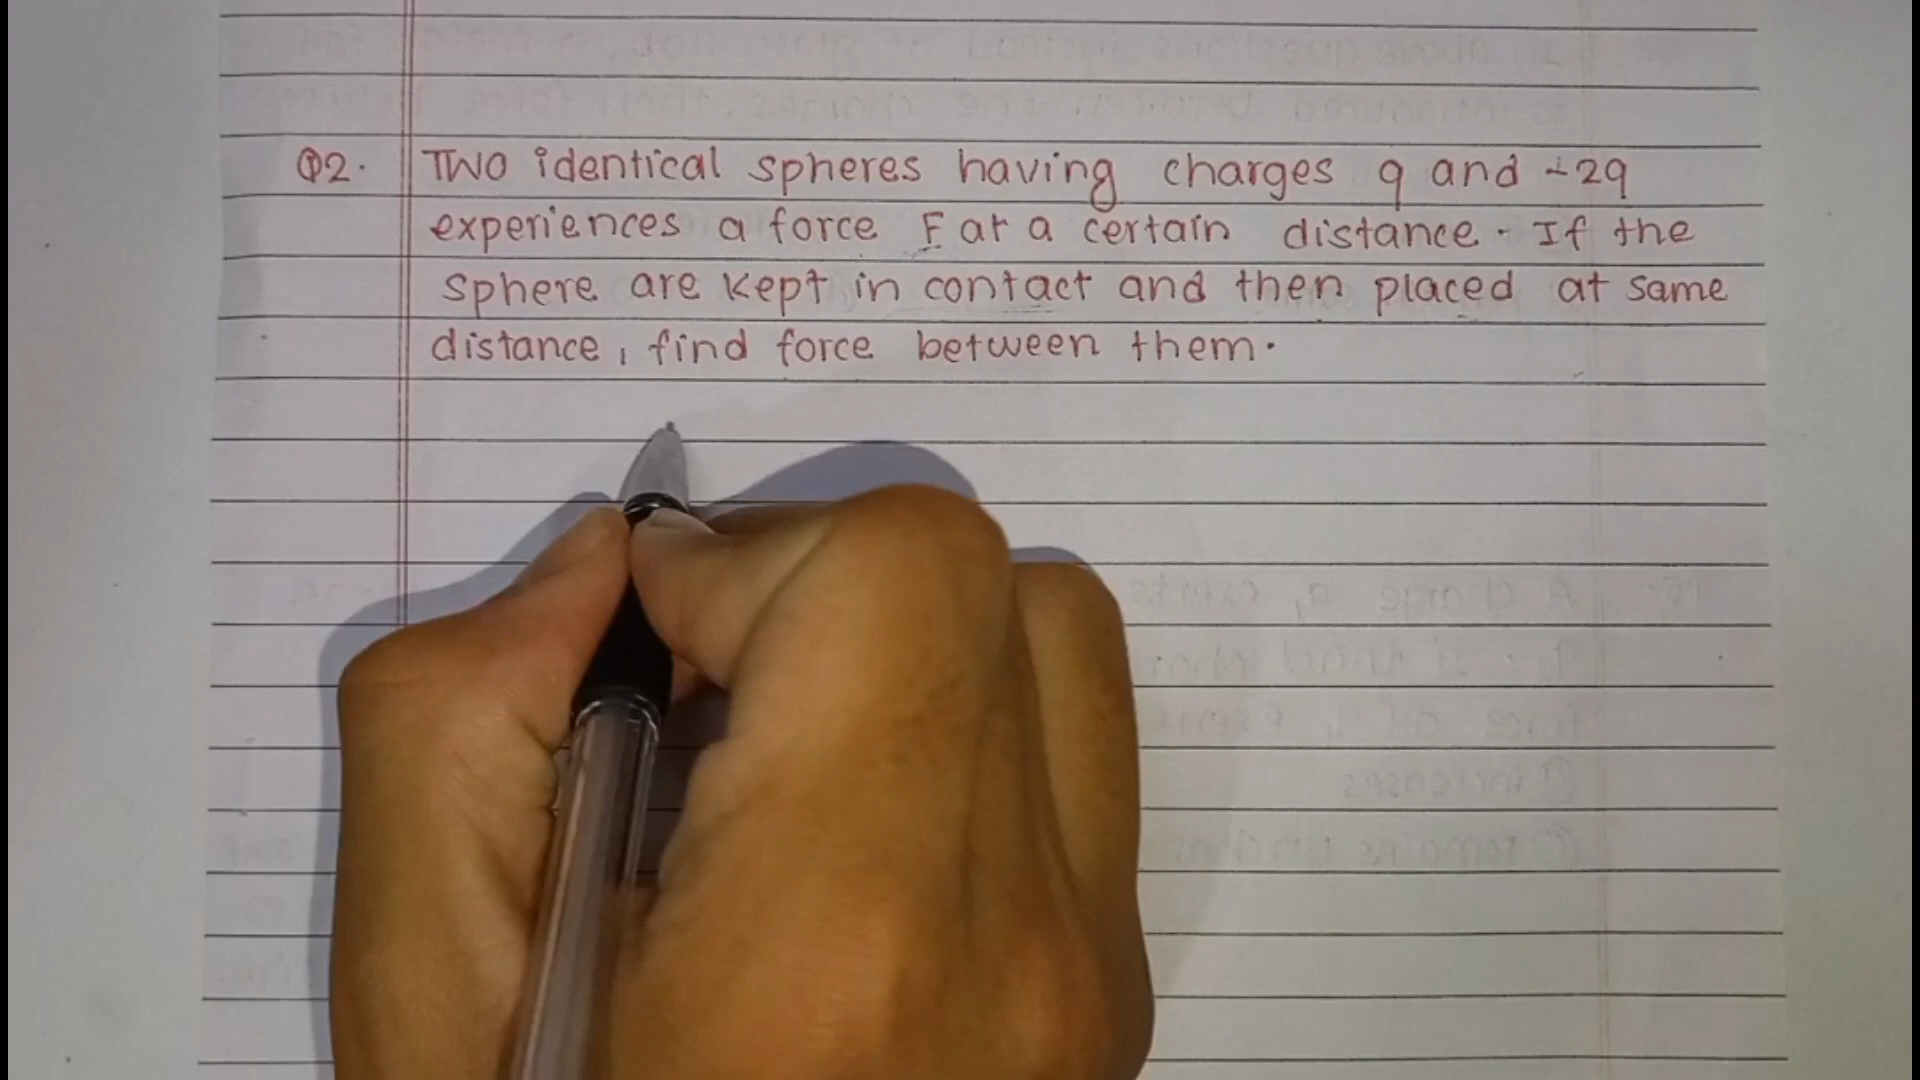 Q2. Two identical spheres having charges q and -2q
experiences a force F at a certain distance. If the
sphere are kept in contact and then placed at same
distance, find force between them.